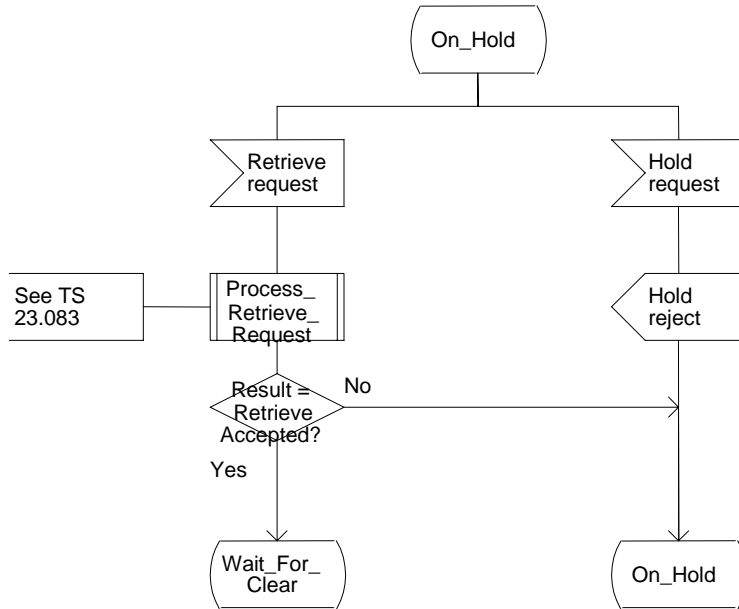 On_Hold
Retrieve
request
Hold
request
See TS
23.083
Process_
Retrieve_
Request
Hold
reject
Result =
Retrieve
Accepted?
No
Yes
Wait_For_
Clear
On_Hold